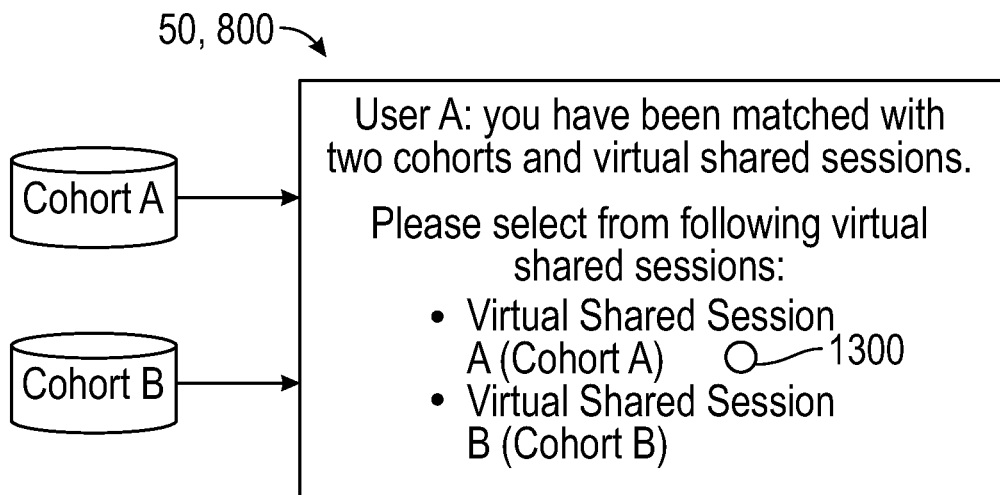 50, 800
Cohort A
Cohort B
User A: you have been matched with
two cohorts and virtual shared sessions.
Please select from following virtual
shared sessions:
• Virtual Shared Session
A (Cohort A)
1300
• Virtual Shared Session
B (Cohort B)